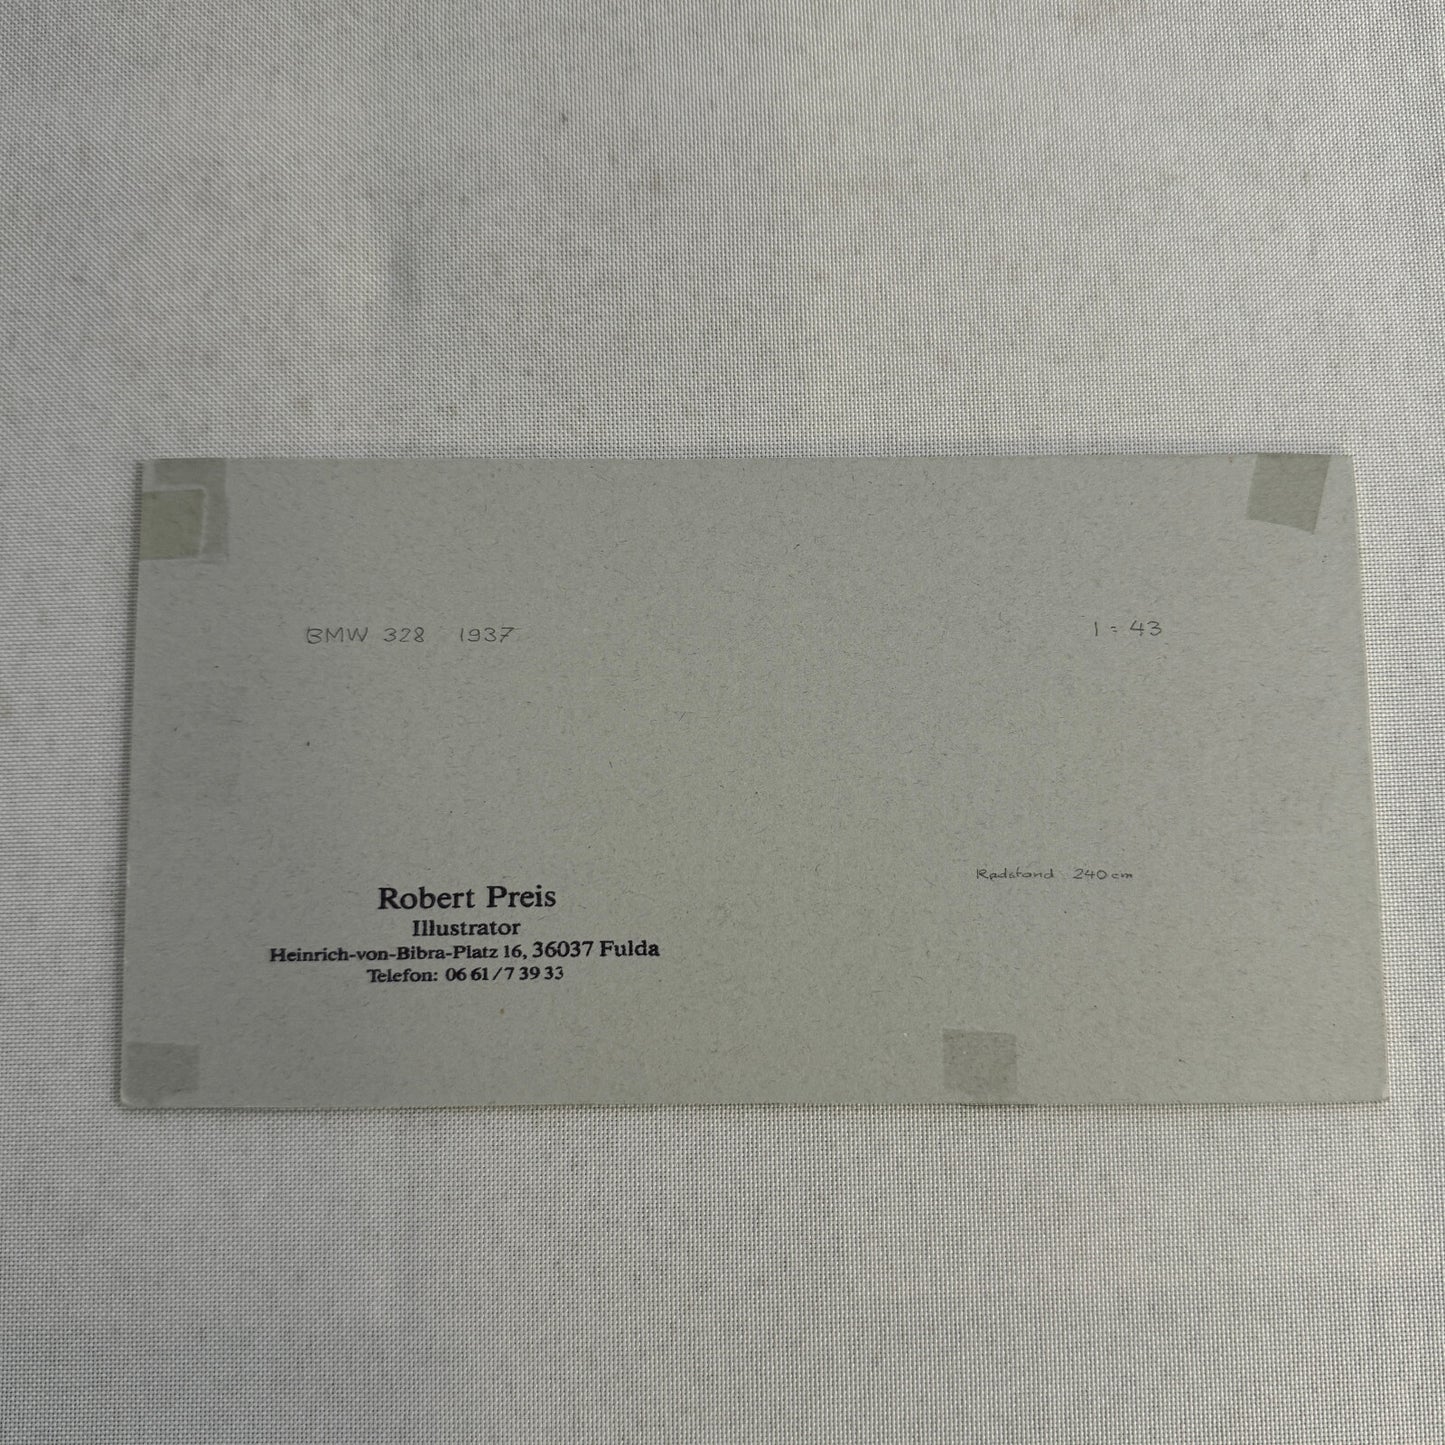 BMW 328 1937
1 : 43
Radstand 240 cm
Robert Preis
Illustrator
Heinrich-von-Bibra-Platz 16, 36037 Fulda
Telefon: 06 61 / 7 39 33